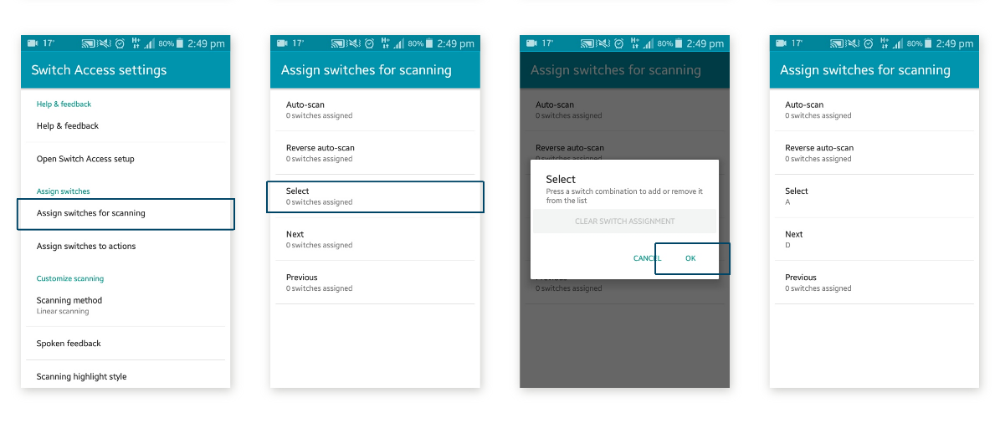 17° H+ 80% 2:49 pm
Switch Access settings
Help & feedback
Help & feedback
Open Switch Access setup
Assign switches
Assign switches for scanning
Assign switches to actions
Customize scanning
Scanning method
Linear scanning
Spoken feedback
Scanning highlight style
17° H+ 80% 2:49 pm
Assign switches for scanning
Auto-scan
0 switches assigned
Reverse auto-scan
0 switches assigned
Select
0 switches assigned
Next
0 switches assigned
Previous
0 switches assigned
17° H+ 80% 2:49 pm
Assign switches for scanning
Auto-scan
0 switches assigned
Reverse auto-scan
0 switches assigned
Select
Press a switch combination to add or remove it
from the list
CLEAR SWITCH ASSIGNMENT
CANCEL OK
Previous
0 switches assigned
17° H+ 80% 2:49 pm
Assign switches for scanning
Auto-scan
0 switches assigned
Reverse auto-scan
0 switches assigned
Select
A
Next
D
Previous
0 switches assigned